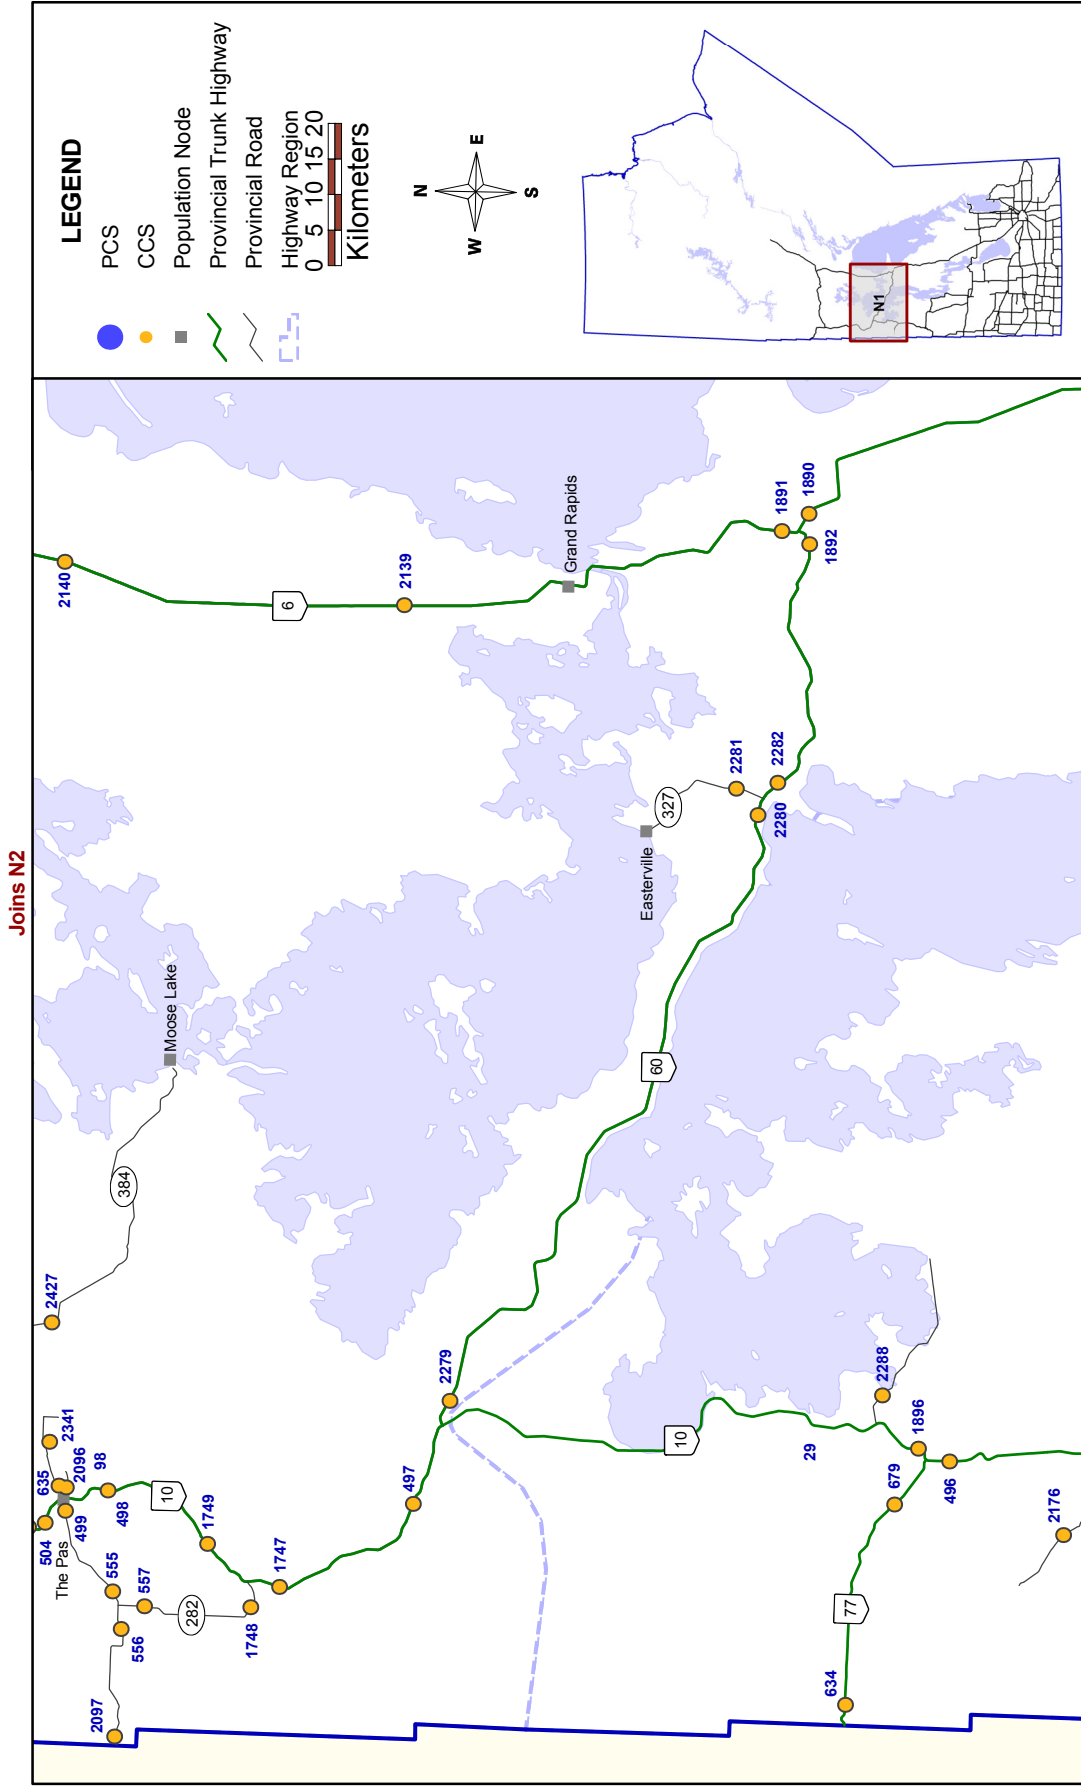 Joins N2
LEGEND
PCS
CCS
Population Node
Provincial Trunk Highway
Provincial Road
Highway Region
0 5 10 15 20
Kilometers
N
W
E
S
N1
2140
6
2139
Grand Rapids
1891
1890
1892
2281
2282
2280
327
Easterville
Moose Lake
384
60
2427
2279
2288
1896
29
10
679
496
2176
77
634
2341
2096
635
98
498
499
504
The Pas
10
1749
1747
497
555
557
556
282
1748
2097